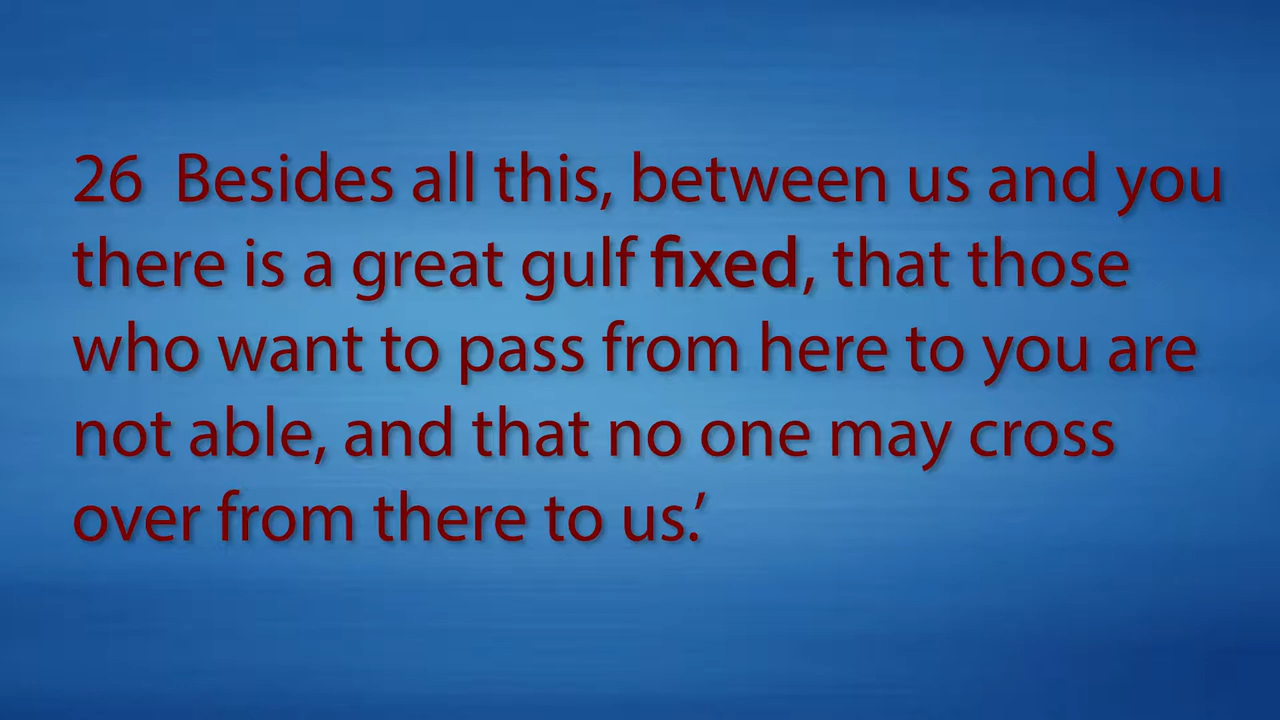 26  Besides all this, between us and you
there is a great gulf fixed, that those
who want to pass from here to you are
not able, and that no one may cross
over from there to us.’